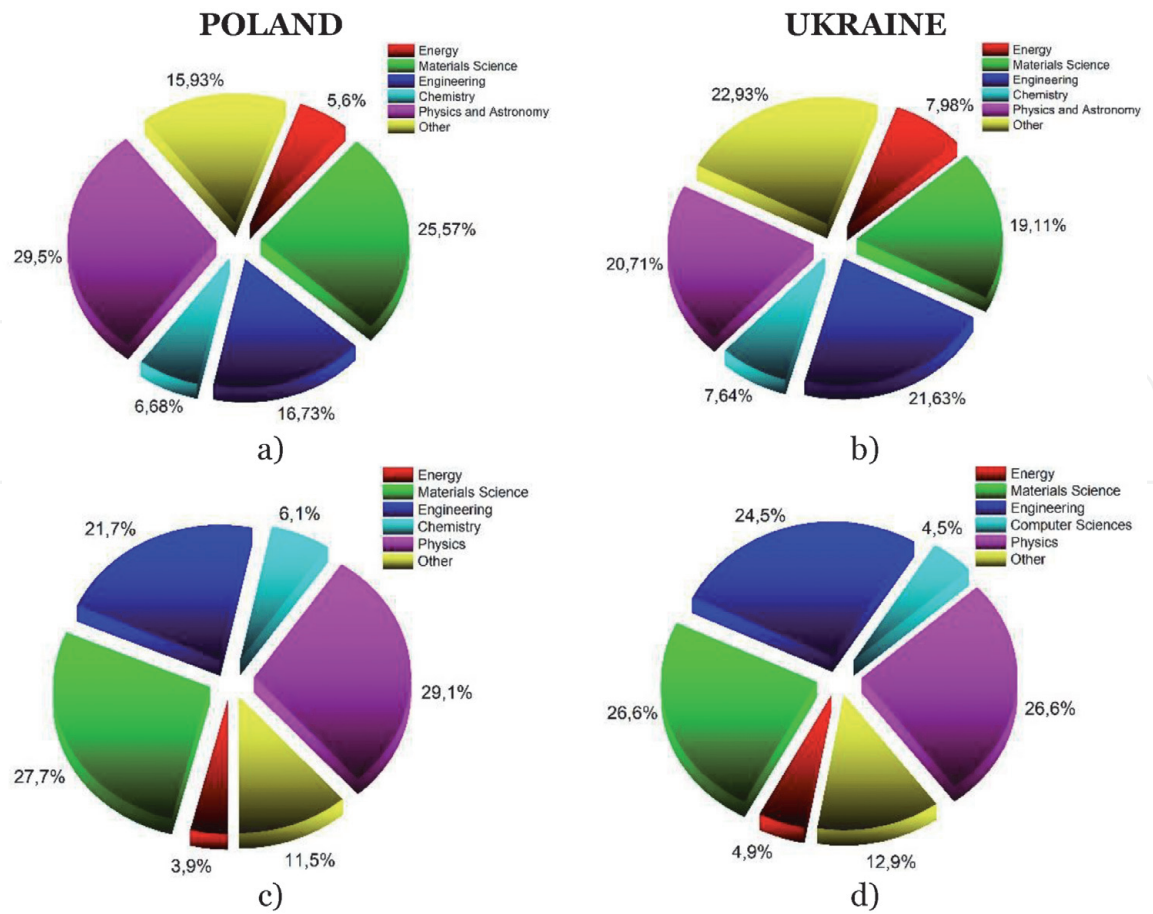 POLAND
Energy
Materials Science
Engineering
Chemistry
Physics and Astronomy
Other
15,93%
5,6%
25,57%
29,5%
6,68%
16,73%
a)
UKRAINE
Energy
Materials Science
Engineering
Chemistry
Physics and Astronomy
Other
22,93%
7,98%
19,11%
20,71%
7,64%
21,63%
b)
Energy
Materials Science
Engineering
Chemistry
Physics
Other
21,7%
6,1%
29,1%
27,7%
3,9%
11,5%
c)
Energy
Materials Science
Engineering
Computer Sciences
Physics
Other
24,5%
4,5%
26,6%
26,6%
4,9%
12,9%
d)